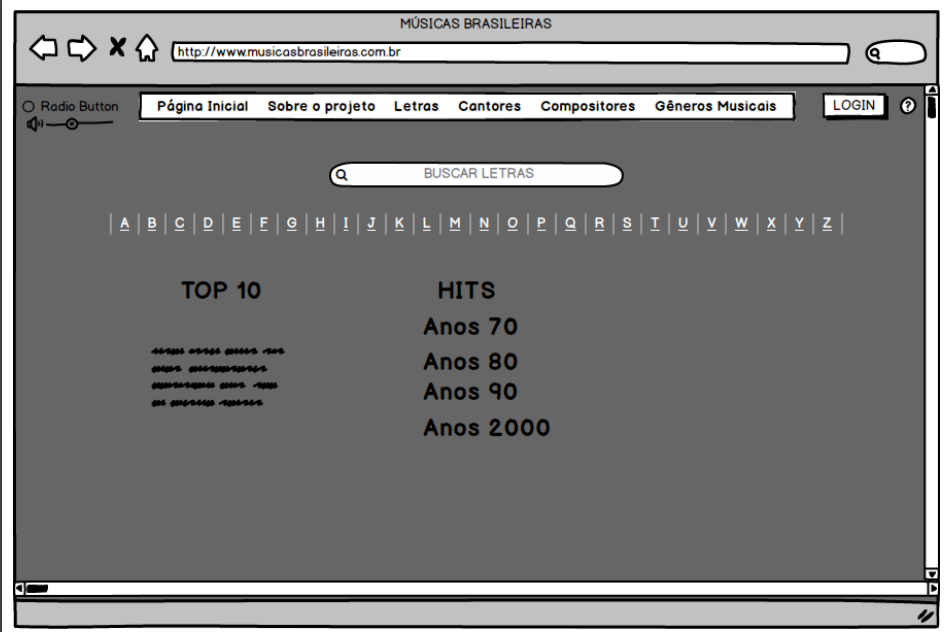 MÚSICAS BRASILEIRAS
http://www.musicasbrasileiras.com.br
Radio Button
Página Inicial Sobre o projeto Letras Cantores Compositores Gêneros Musicais
LOGIN
?
BUSCAR LETRAS
| A | B | C | D | E | F | G | H | I | J | K | L | M | N | O | P | Q | R | S | T | U | V | W | X | Y | Z |
TOP 10
HITS
Anos 70
Anos 80
Anos 90
Anos 2000